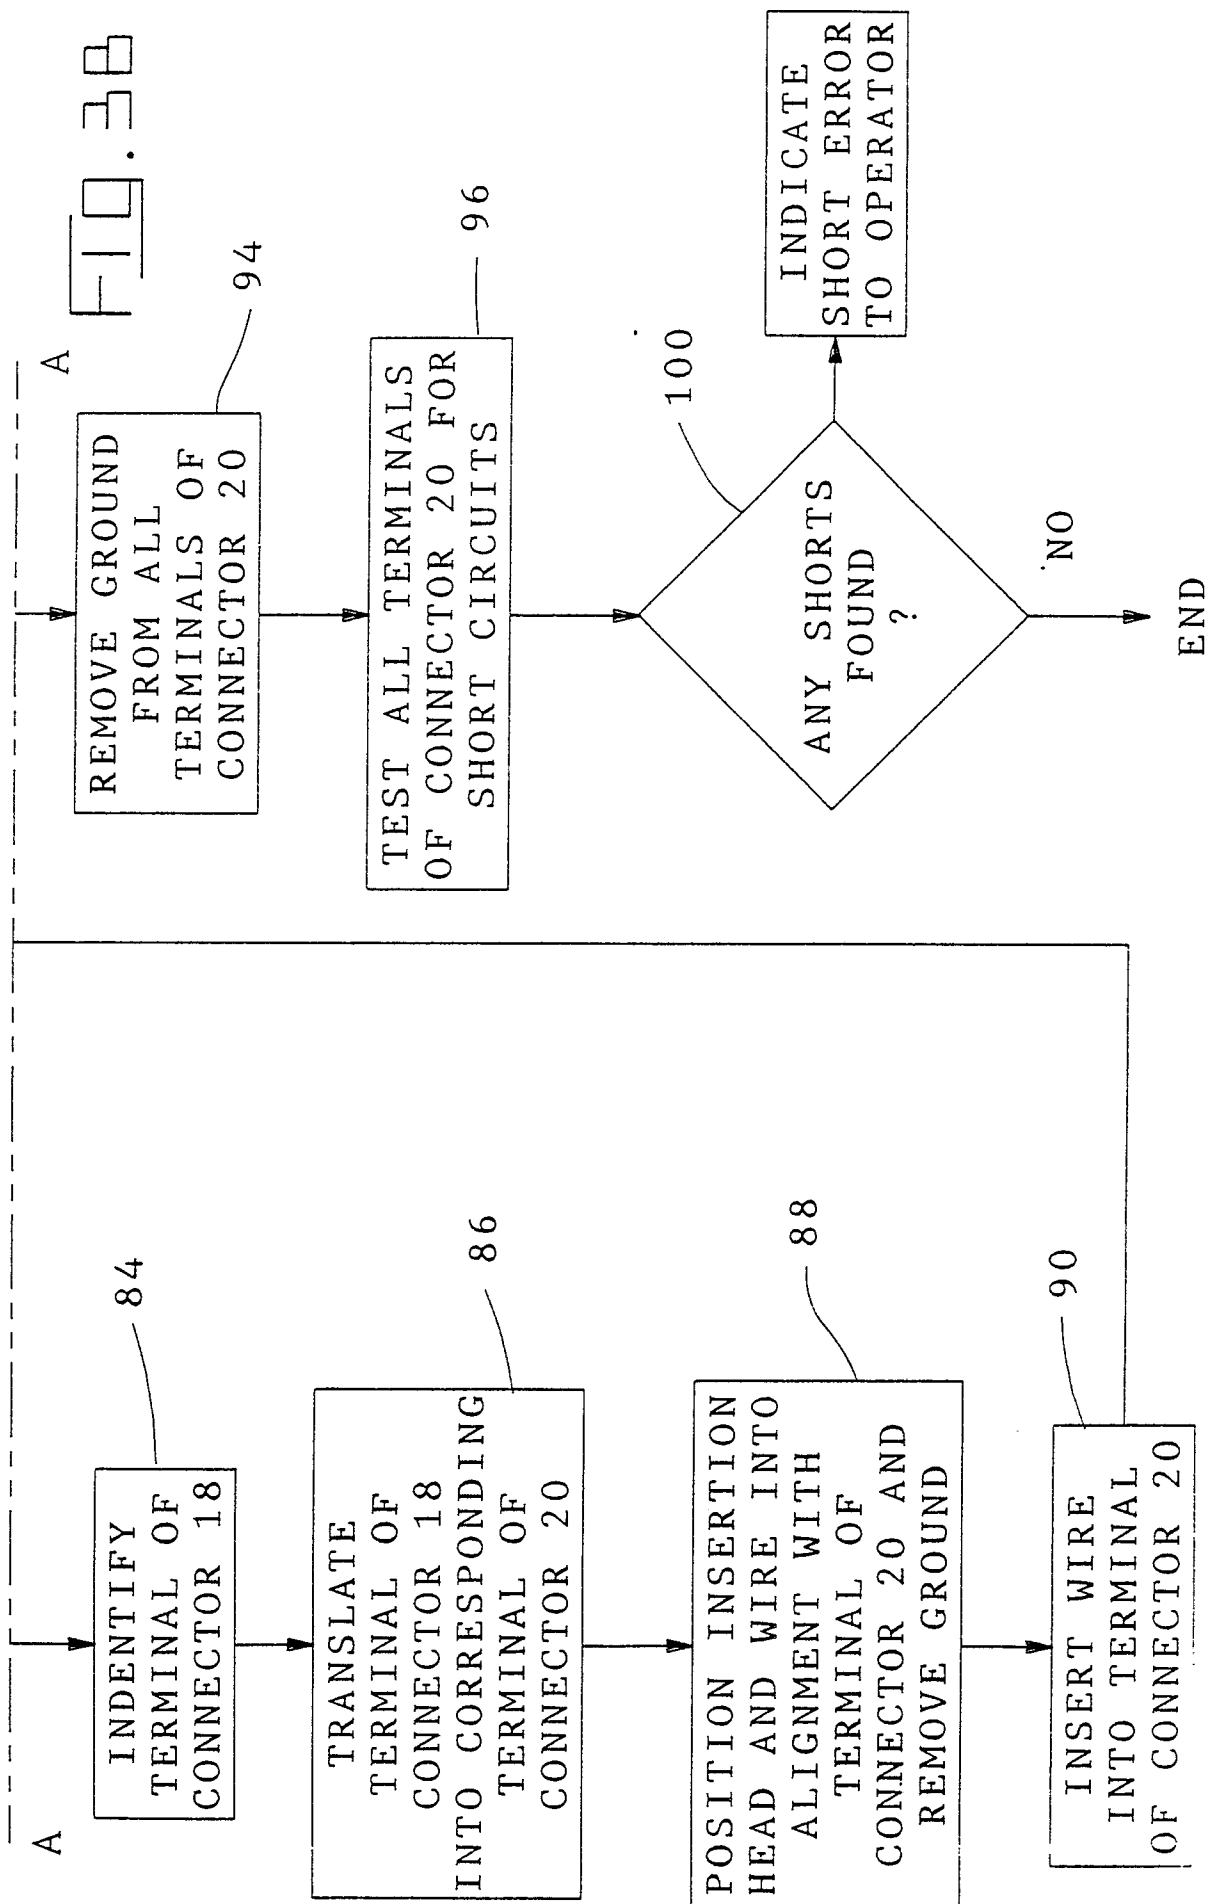 FIG. 3B
A
A
84
INDENTIFY
TERMINAL OF
CONNECTOR 18
86
TRANSLATE
TERMINAL OF
CONNECTOR 18
INTO CORRESPONDING
TERMINAL OF
CONNECTOR 20
88
POSITION INSERTION
HEAD AND WIRE INTO
ALIGNMENT WITH
TERMINAL OF
CONNECTOR 20 AND
REMOVE GROUND
90
INSERT WIRE
INTO TERMINAL
OF CONNECTOR 20
94
REMOVE GROUND
FROM ALL
TERMINALS OF
CONNECTOR 20
96
TEST ALL TERMINALS
OF CONNECTOR 20 FOR
SHORT CIRCUITS
100
ANY SHORTS
FOUND
?
INDICATE
SHORT ERROR
TO OPERATOR
NO
END